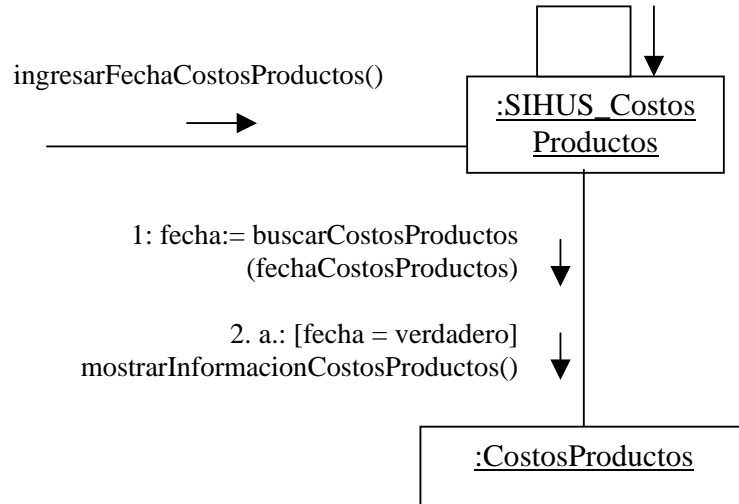 ingresarFechaCostosProductos()
:SIHUS_Costos
Productos
1: fecha:= buscarCostosProductos
(fechaCostosProductos)
2. a.: [fecha = verdadero]
mostrarInformacionCostosProductos()
:CostosProductos